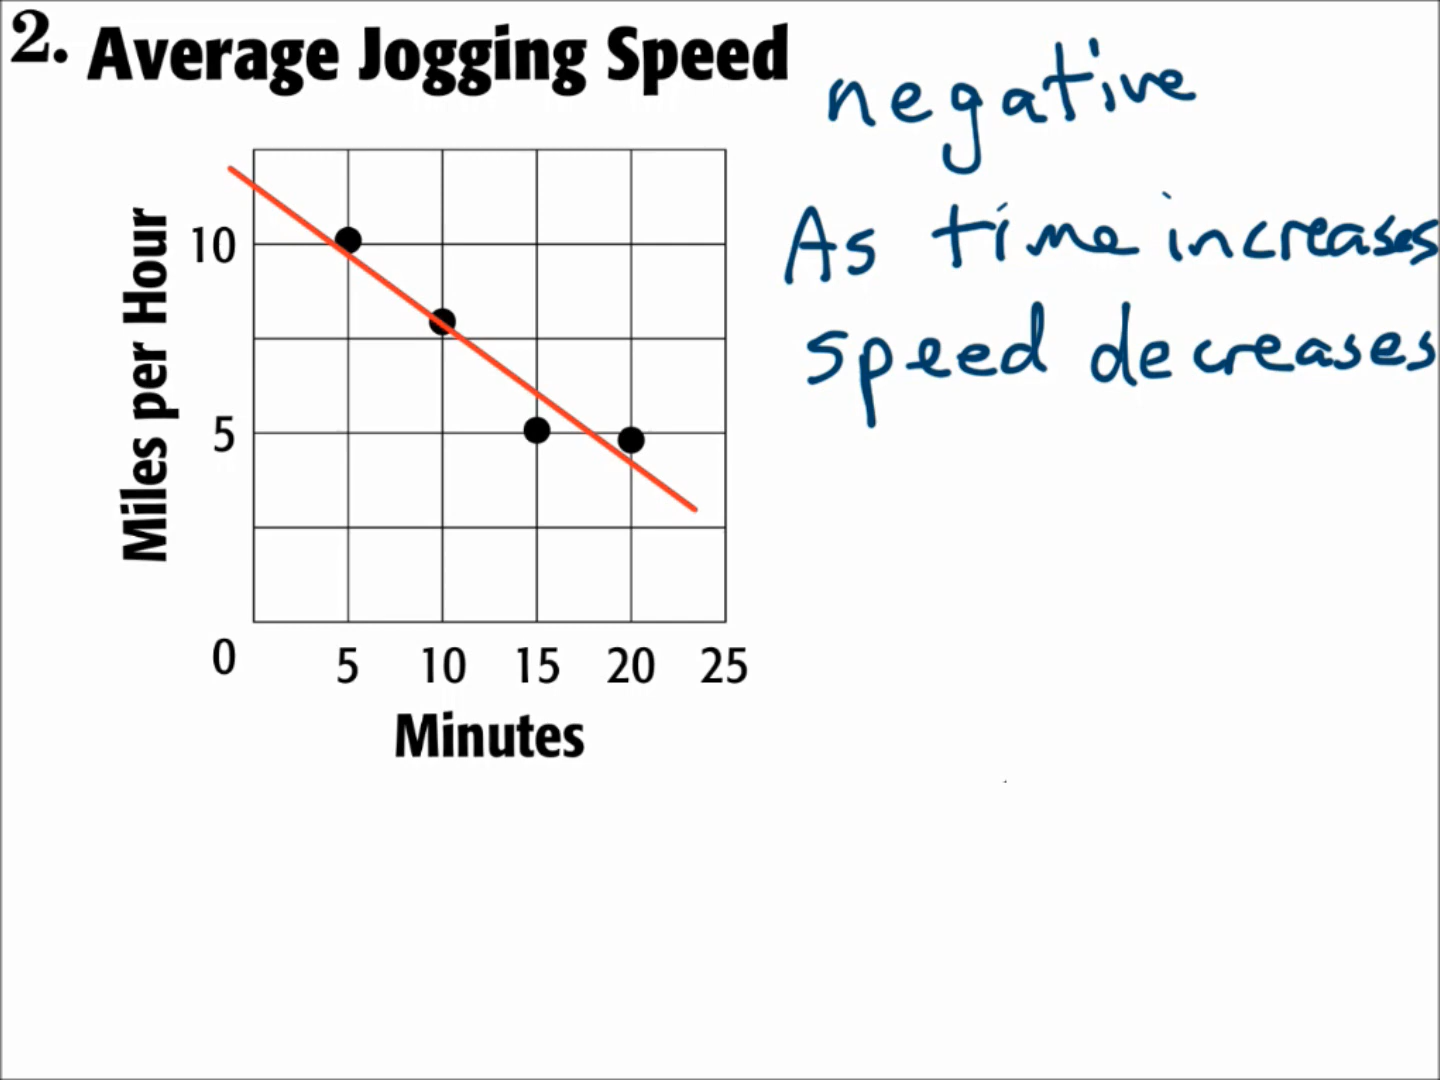 2. Average Jogging Speed
negative
As time increases
speed decreases
Miles per Hour
10
5
0 5 10 15 20 25
Minutes